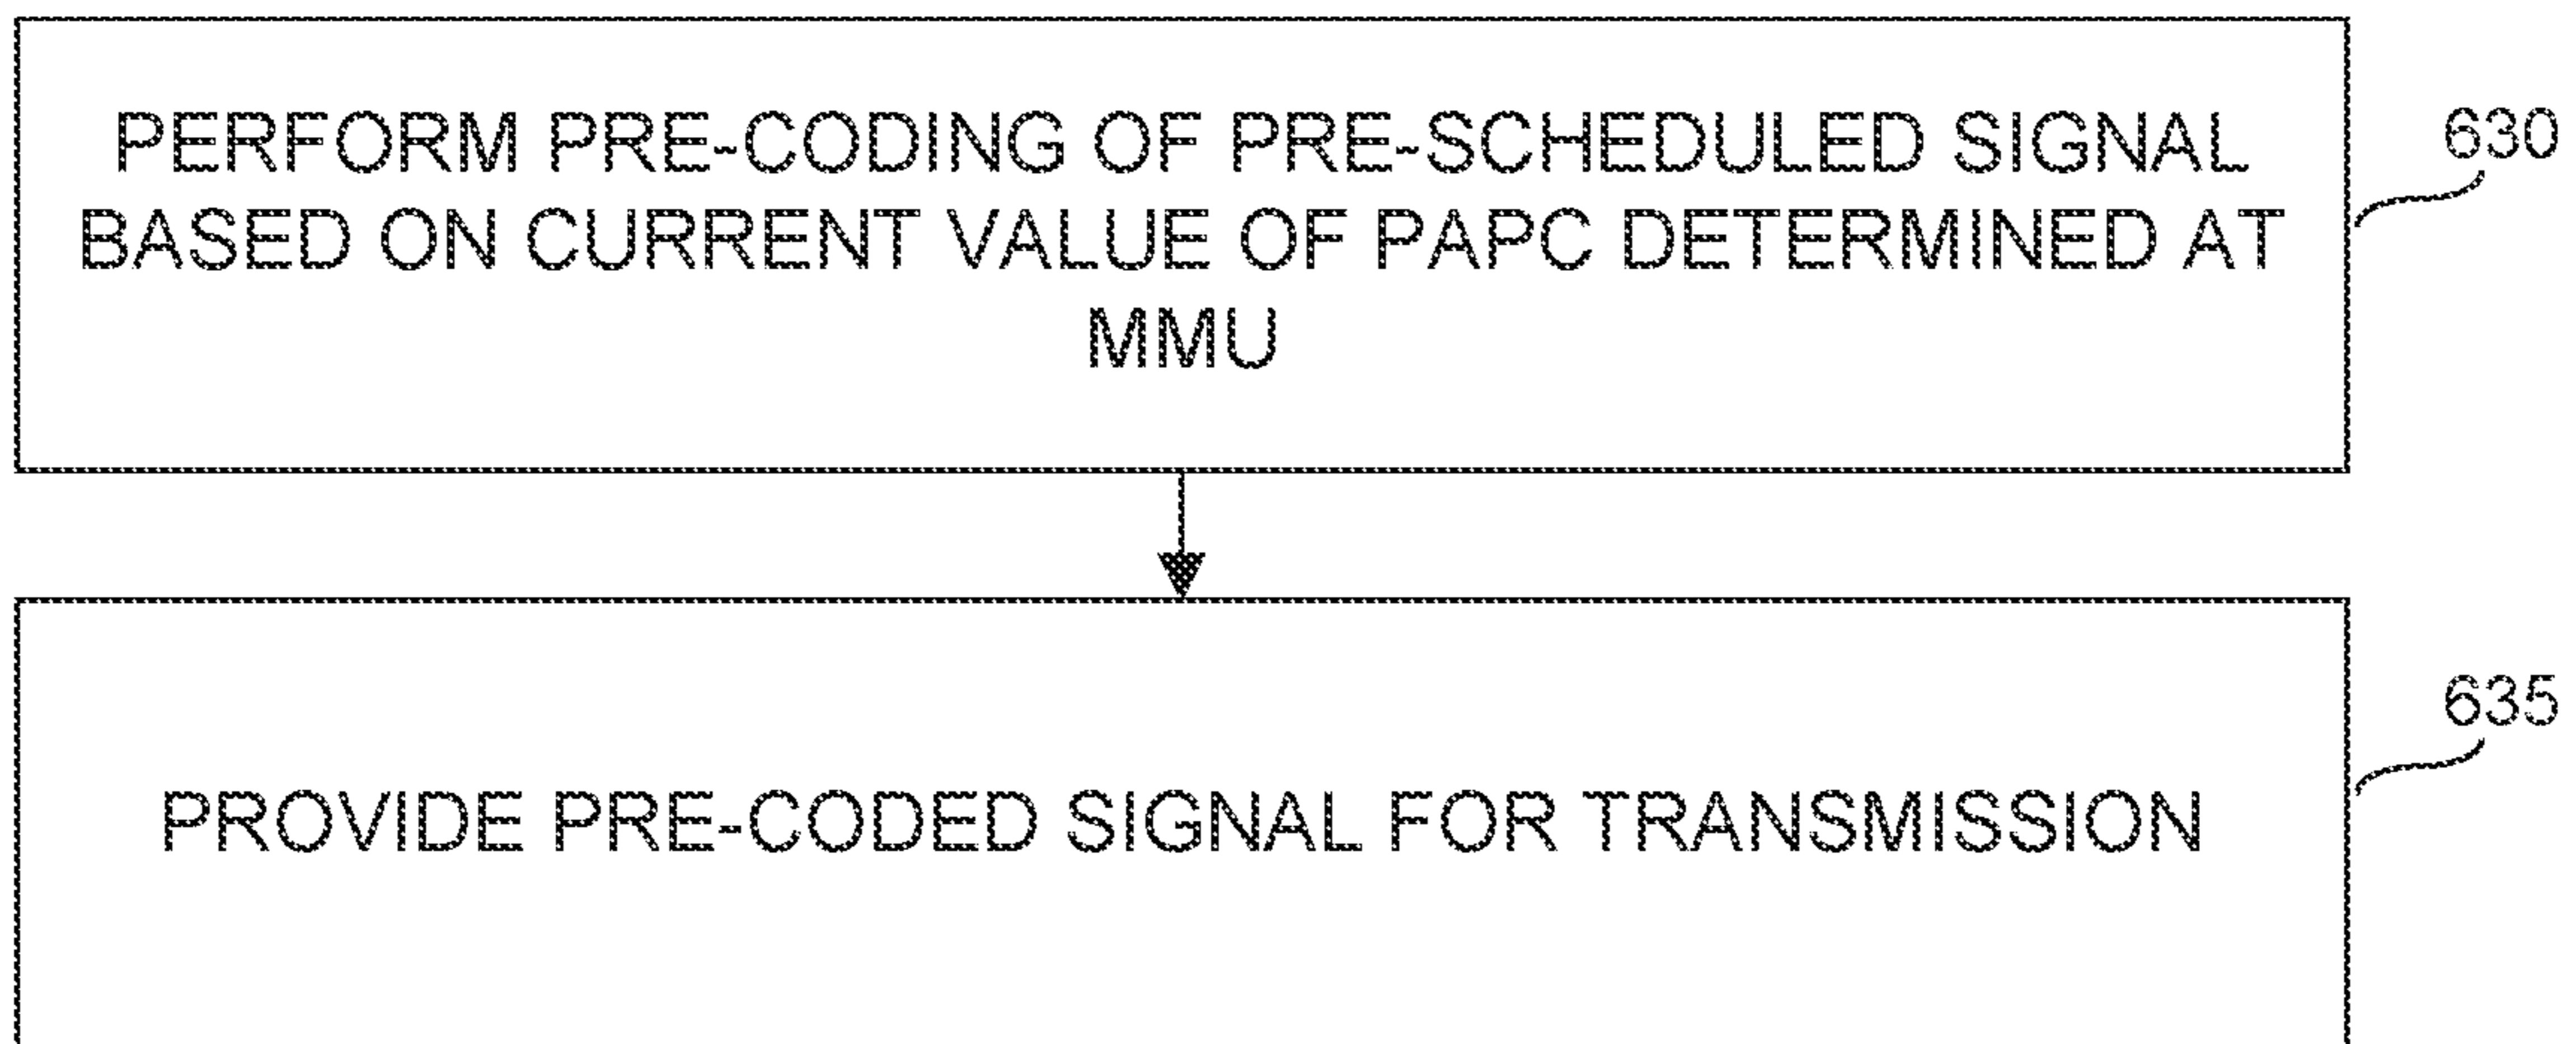 PERFORM PRE-CODING OF PRE-SCHEDULED SIGNAL
BASED ON CURRENT VALUE OF PAPC DETERMINED AT
MMU
630
PROVIDE PRE-CODED SIGNAL FOR TRANSMISSION
635